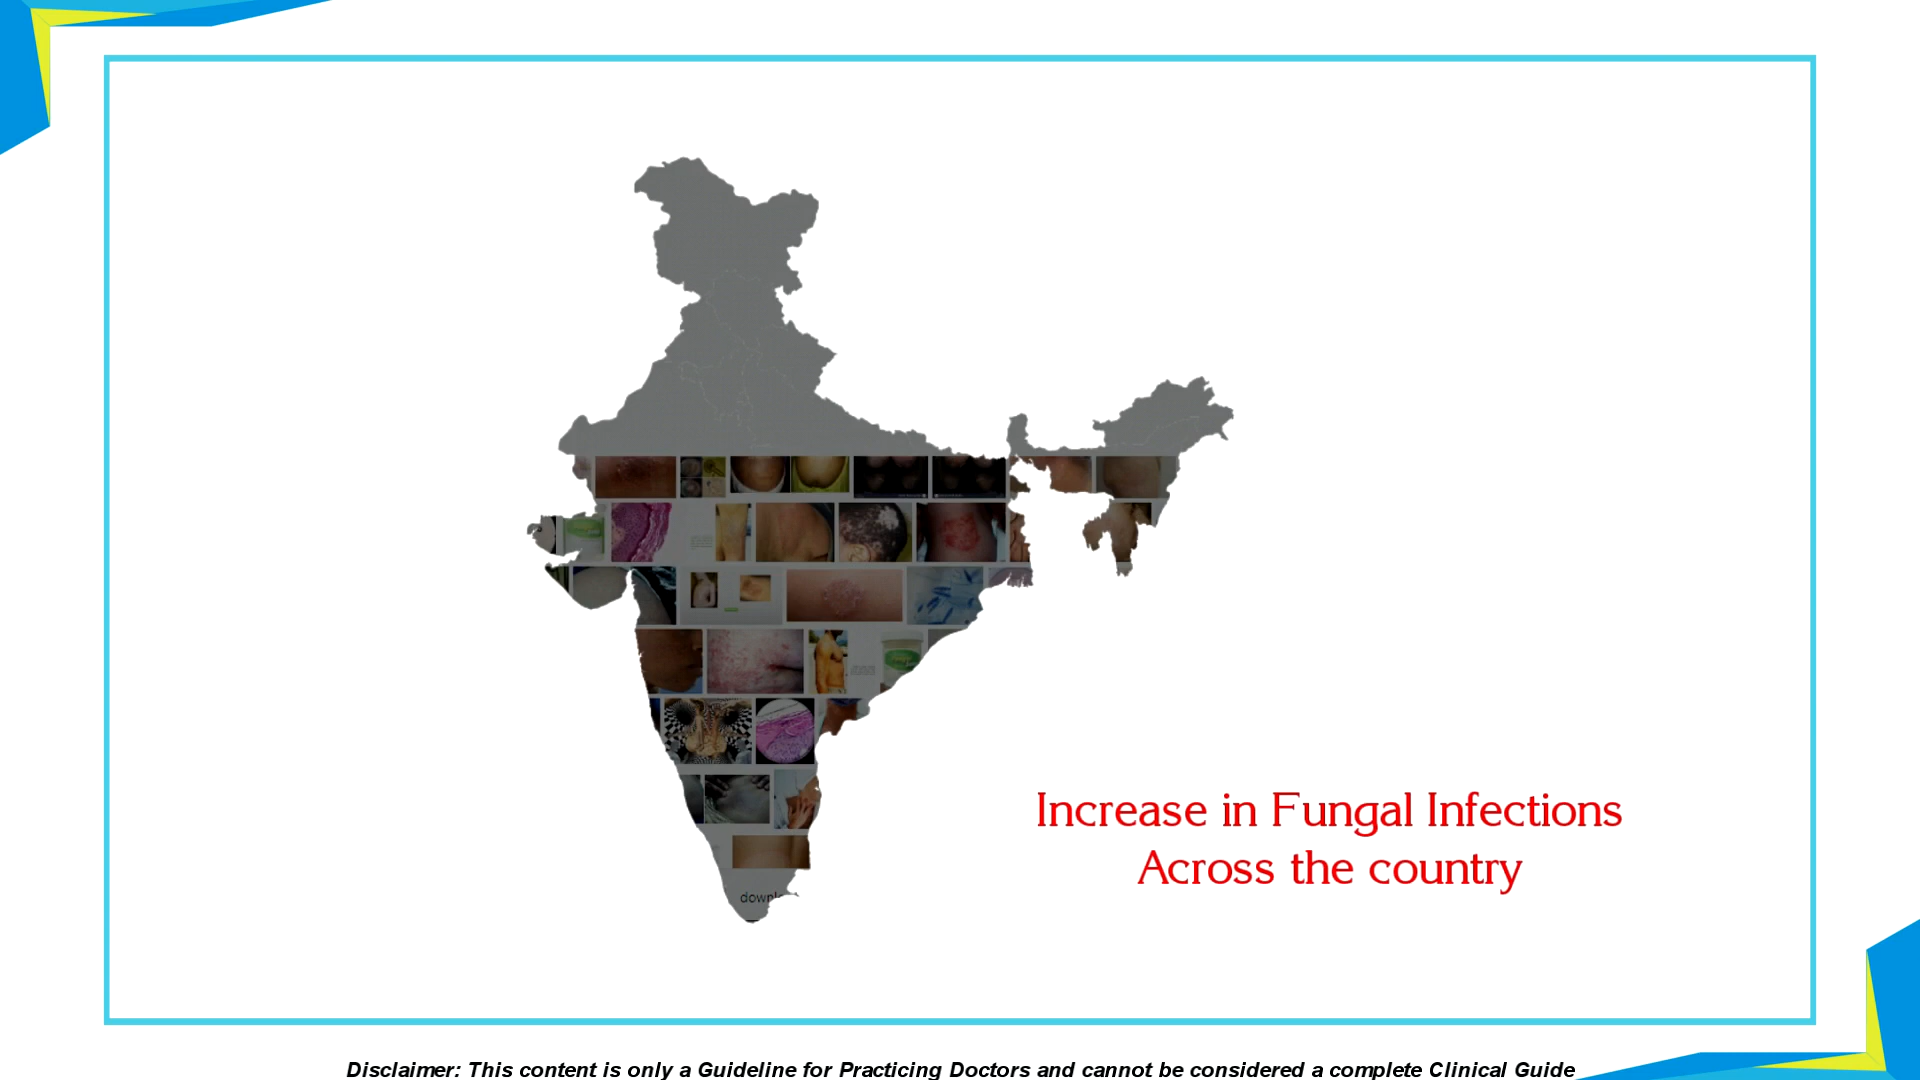 downl
Increase in Fungal Infections
Across the country
Disclaimer: This content is only a Guideline for Practicing Doctors and cannot be considered a complete Clinical Guide